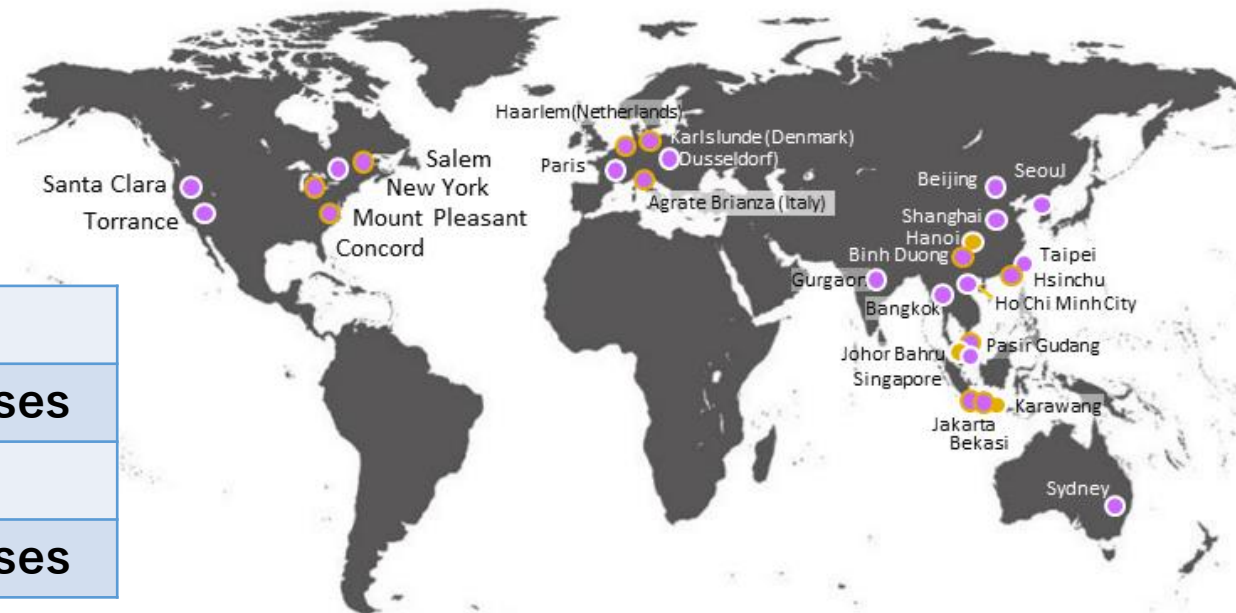 Haarlem(Netherlands)
Karlslunde(Denmark)
(Dusseldorf)
Paris
Agrate Brianza(Italy)
Santa Clara
Torrance
Salem
New York
Mount Pleasant
Concord
Beijing
Seoul
Shanghai
Hanoi
Binh Duong
Taipei
Hsinchu
Gurgaon
Ho Chi Minh City
Bangkok
Johor Bahru
Pasir Gudang
Singapore
Karawang
Jakarta
Bekasi
Sydney
ses
ses